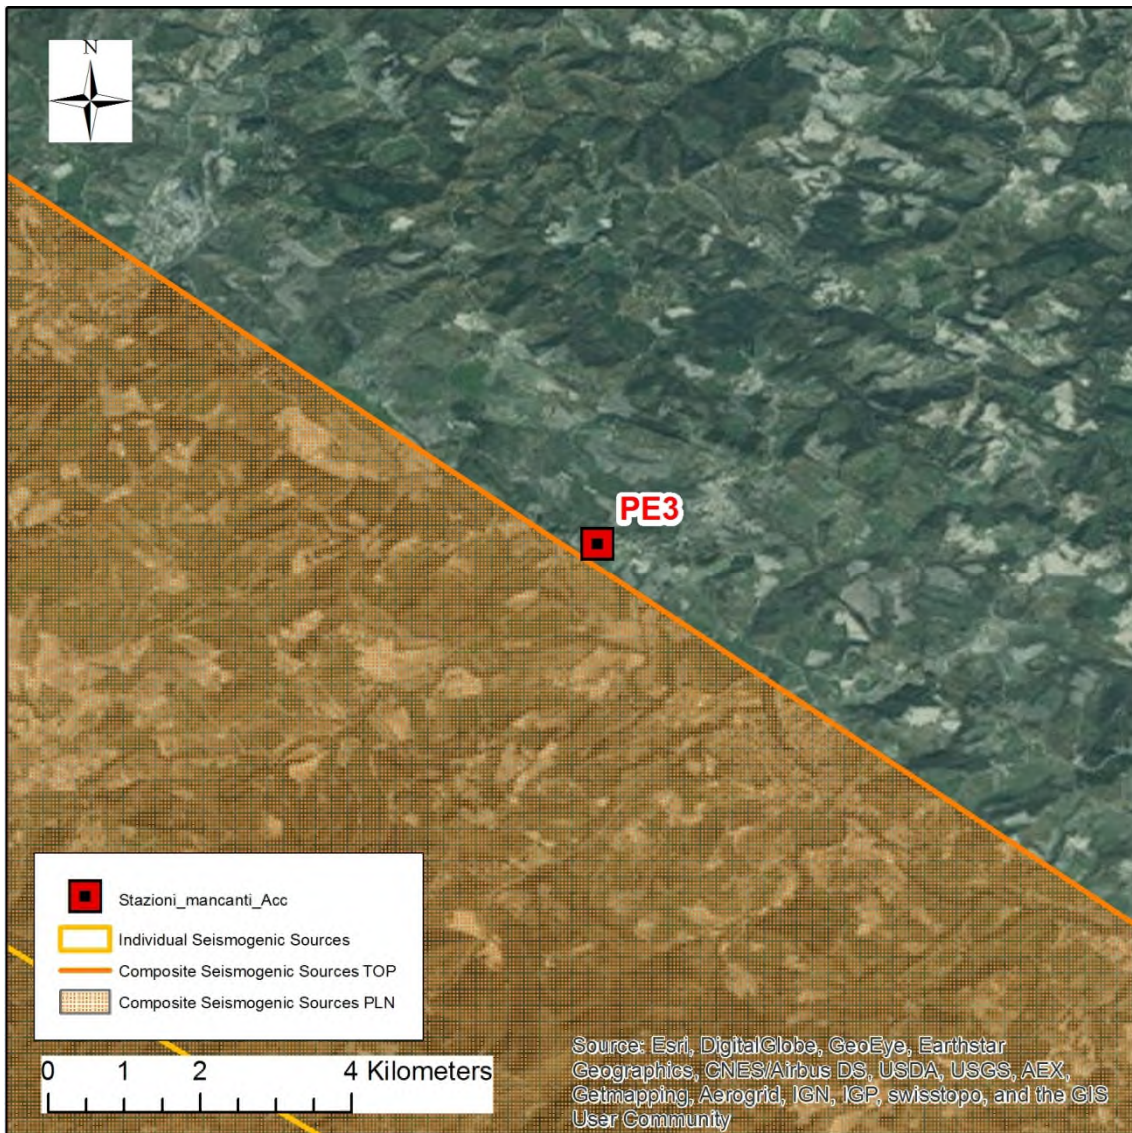 N
PE3
Stazioni_mancanti_Acc
Individual Seismogenic Sources
Composite Seismogenic Sources TOP
Composite Seismogenic Sources PLN
0 1 2 4 Kilometers
Source: Esri, DigitalGlobe, GeoEye, Earthstar
Geographics, CNES/Airbus DS, USDA, USGS, AEX,
Getmapping, Aerogrid, IGN, IGP, swisstopo, and the GIS
User Community